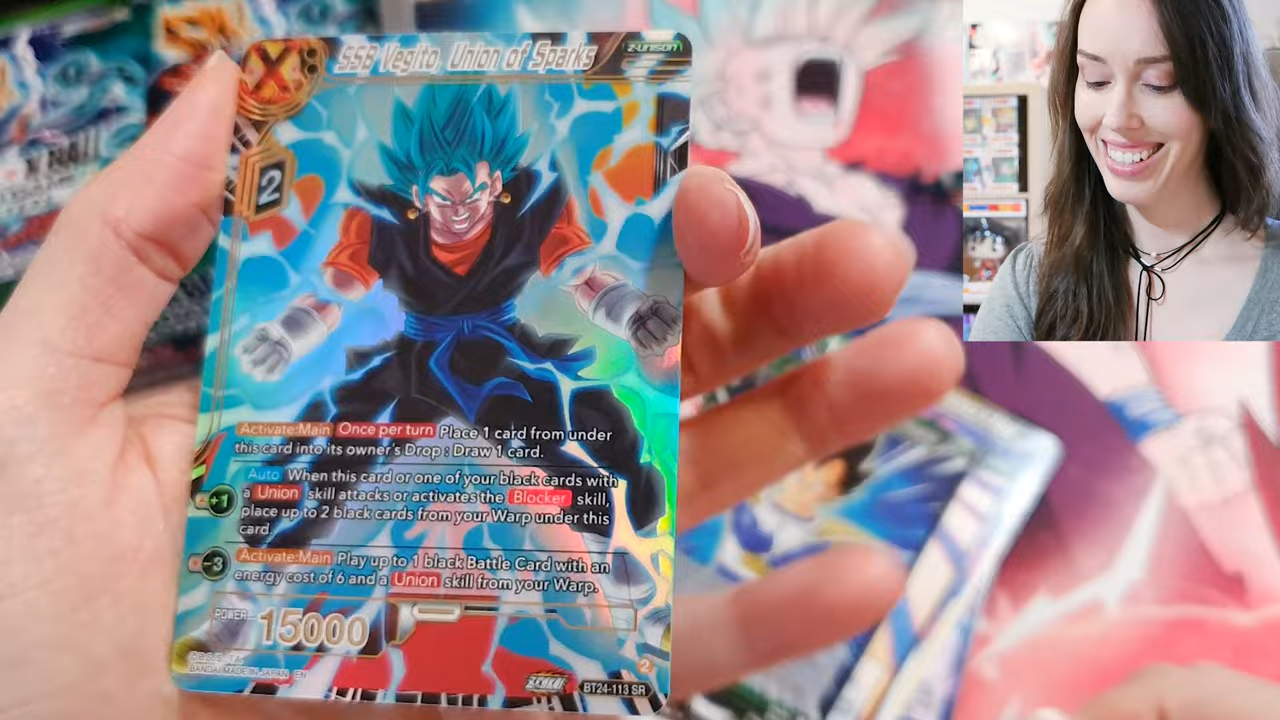 SSB Vegito, Union of Sparks
Z-UNISON
X
2
Activate:Main Once per turn Place 1 card from under
this card into its owner's Drop : Draw 1 card.
Auto When this card or one of your black cards with
a Union skill attacks or activates the Blocker skill,
+1
place up to 2 black cards from your Warp under this
card.
-3
Activate:Main Play up to 1 black Battle Card with an
energy cost of 6 and a Union skill from your Warp.
POWER 15000
BANDAI MADE IN JAPAN EN
2
BT24-113 SR